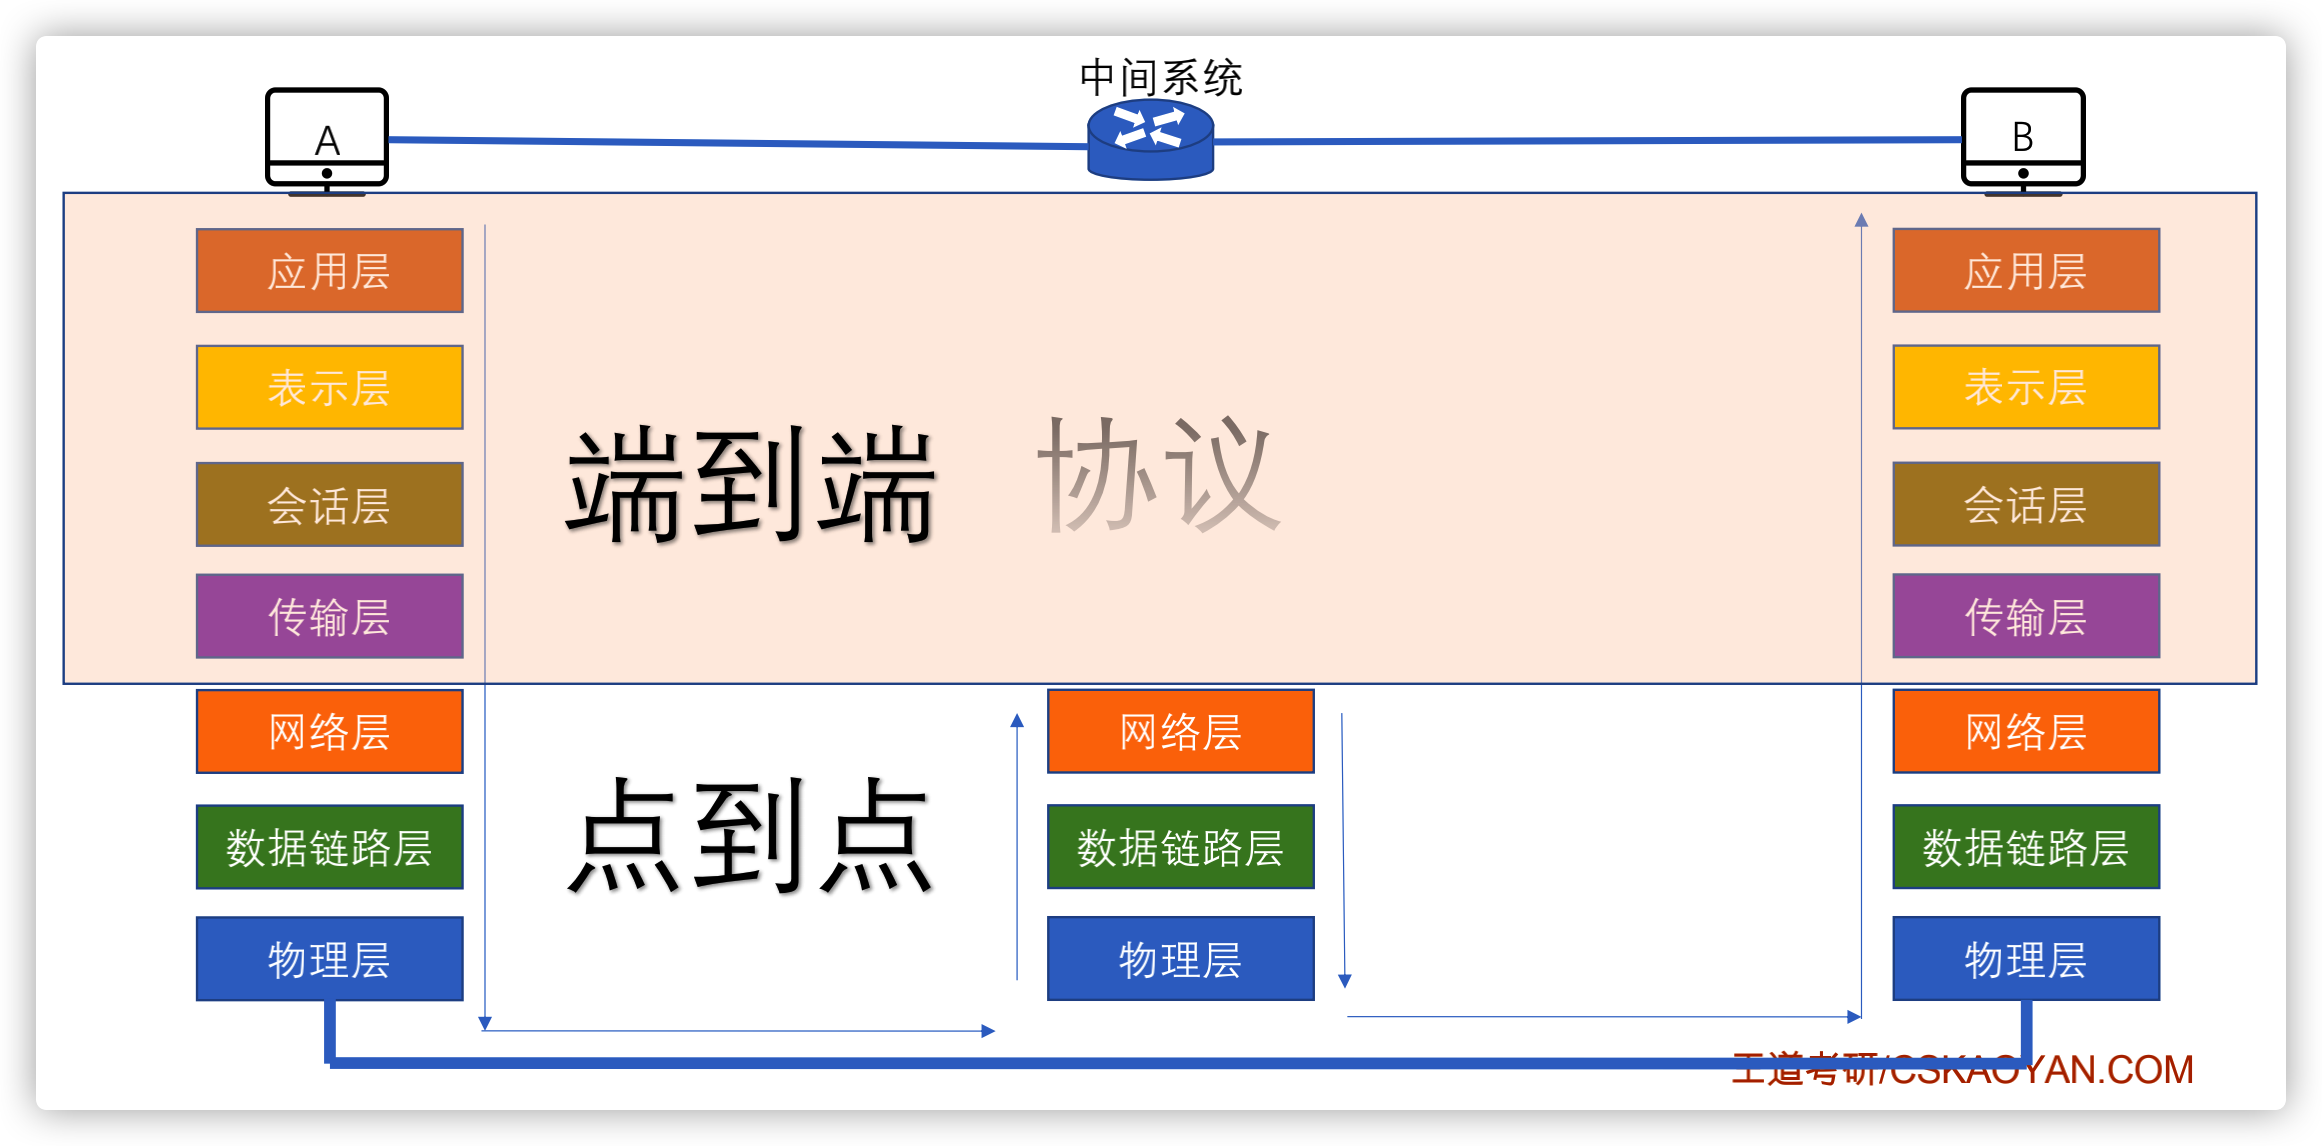 中间系统
A
B
应用层
应用层
表示层
表示层
端到端 协议
会话层
会话层
传输层
传输层
网络层
网络层
网络层
点到点
数据链路层
数据链路层
数据链路层
物理层
物理层
物理层
王道考研/CSKAOYAN.COM